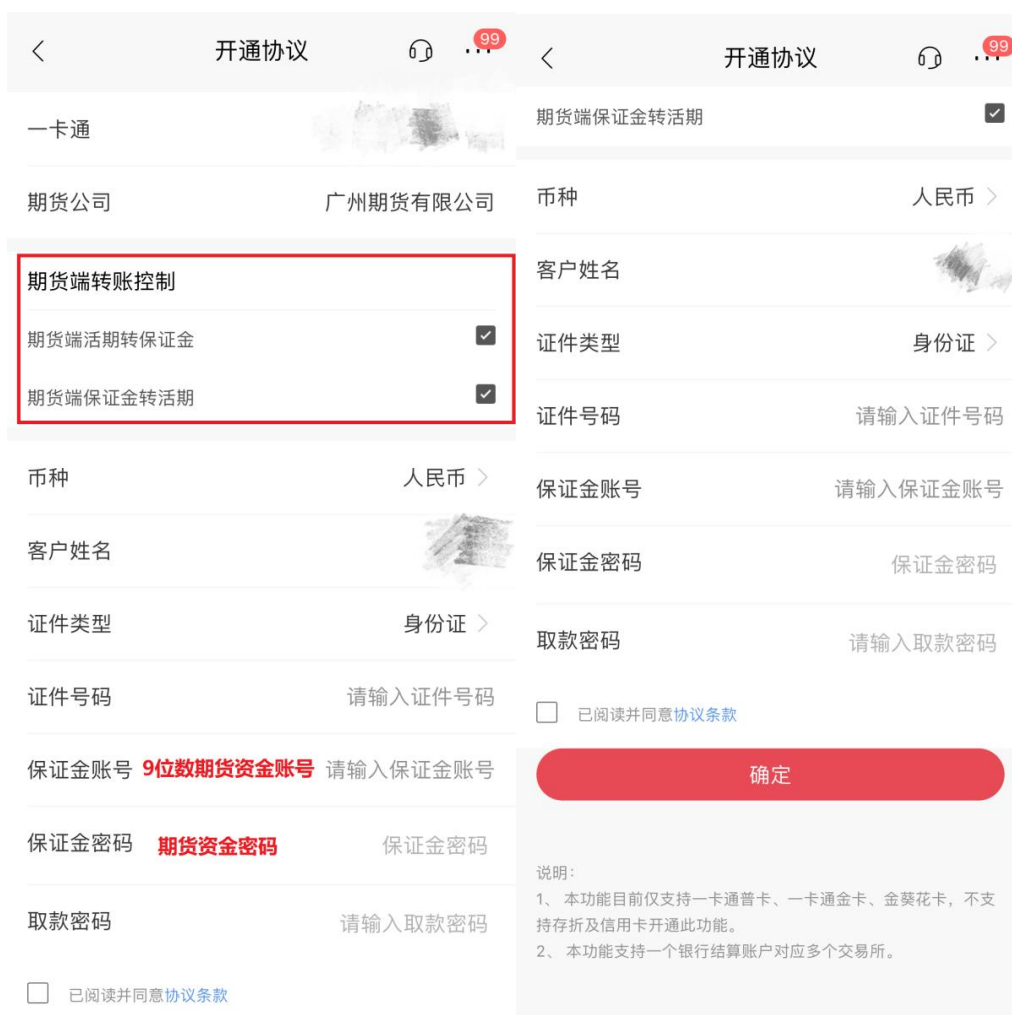 开通协议
99
一卡通
期货公司 广州期货有限公司
期货端转账控制
期货端活期转保证金
期货端保证金转活期
币种 人民币
客户姓名
证件类型 身份证
证件号码 请输入证件号码
保证金账号 9位数期货资金账号 请输入保证金账号
保证金密码 期货资金密码 保证金密码
取款密码 请输入取款密码
已阅读并同意协议条款
开通协议
99
期货端保证金转活期
币种 人民币
客户姓名
证件类型 身份证
证件号码 请输入证件号码
保证金账号 请输入保证金账号
保证金密码 保证金密码
取款密码 请输入取款密码
已阅读并同意协议条款
确定
说明：
1、 本功能目前仅支持一卡通普卡、一卡通金卡、金葵花卡，不支
持存折及信用卡开通此功能。
2、 本功能支持一个银行结算账户对应多个交易所。